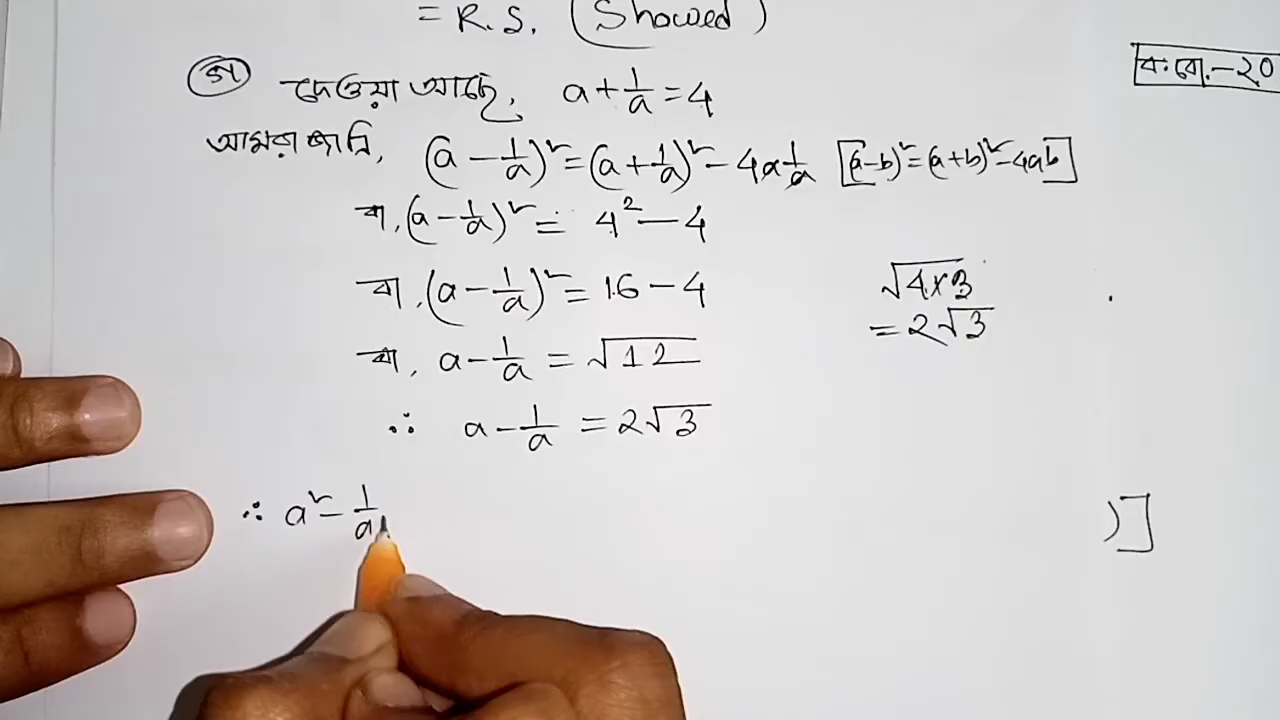 = R.S. (Showed)
দেওয়া আছে, a + 1/a = 4
ব. বো.-২০
আমরা জানি, (a - 1/a)² = (a + 1/a)² - 4a 1/a [(a-b)² = (a+b)² - 4ab]
বা, (a - 1/a)² = 4² - 4
বা, (a - 1/a)² = 16 - 4
√4×3
= 2√3
বা, a - 1/a = √12
∴ a - 1/a = 2√3
∴ a² - 1/a
)]